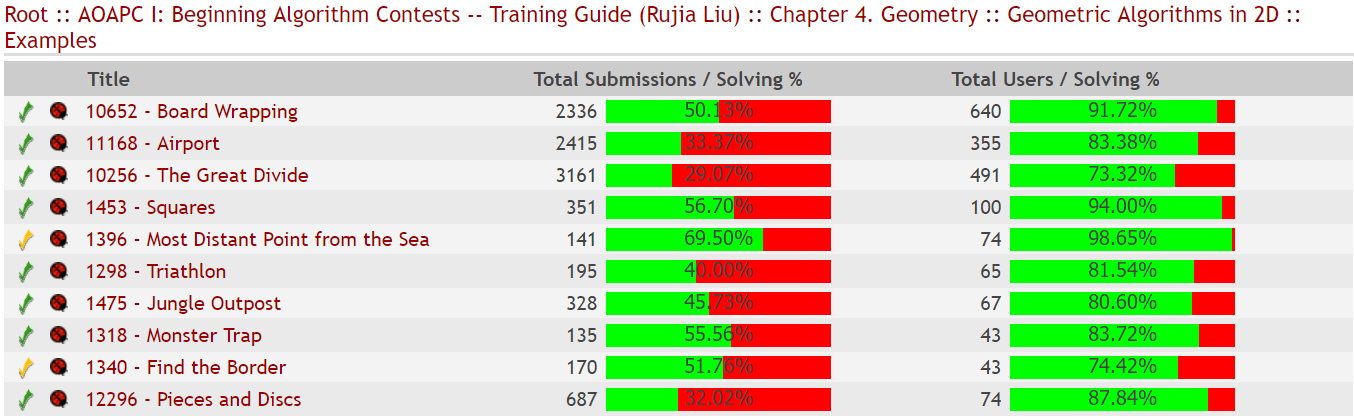 Root :: AOAPC I: Beginning Algorithm Contests -- Training Guide (Rujia Liu) :: Chapter 4. Geometry :: Geometric Algorithms in 2D ::
Examples
Title Total Submissions / Solving % Total Users / Solving %
10652 - Board Wrapping 2336 50.13% 640 91.72%
11168 - Airport 2415 33.37% 355 83.38%
10256 - The Great Divide 3161 29.07% 491 73.32%
1453 - Squares 351 56.70% 100 94.00%
1396 - Most Distant Point from the Sea 141 69.50% 74 98.65%
1298 - Triathlon 195 40.00% 65 81.54%
1475 - Jungle Outpost 328 45.73% 67 80.60%
1318 - Monster Trap 135 55.56% 43 83.72%
1340 - Find the Border 170 51.76% 43 74.42%
12296 - Pieces and Discs 687 32.02% 74 87.84%